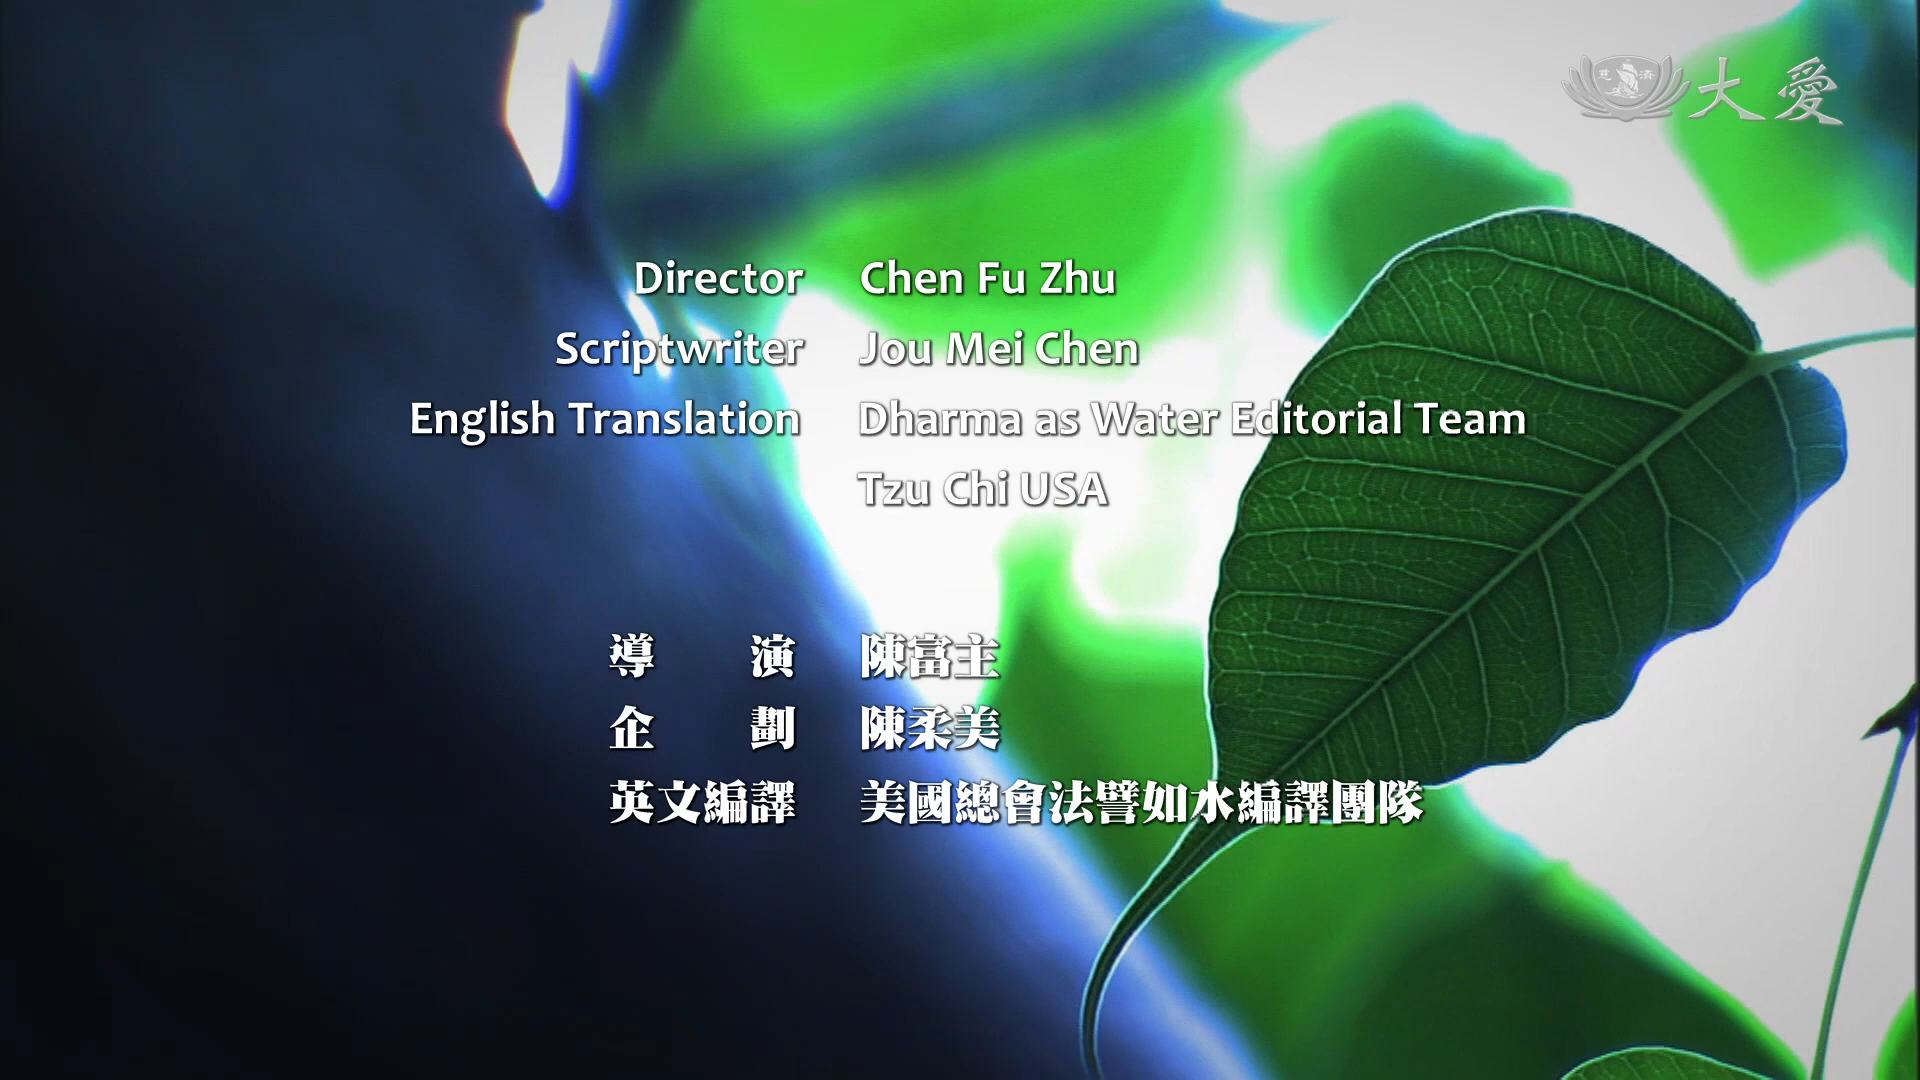 慈濟 大愛
Director Chen Fu Zhu
Scriptwriter Jou Mei Chen
English Translation Dharma as Water Editorial Team
Tzu Chi USA
導 演 陳富主
企 劃 陳柔美
英文編譯 美國總會法譬如水編譯團隊